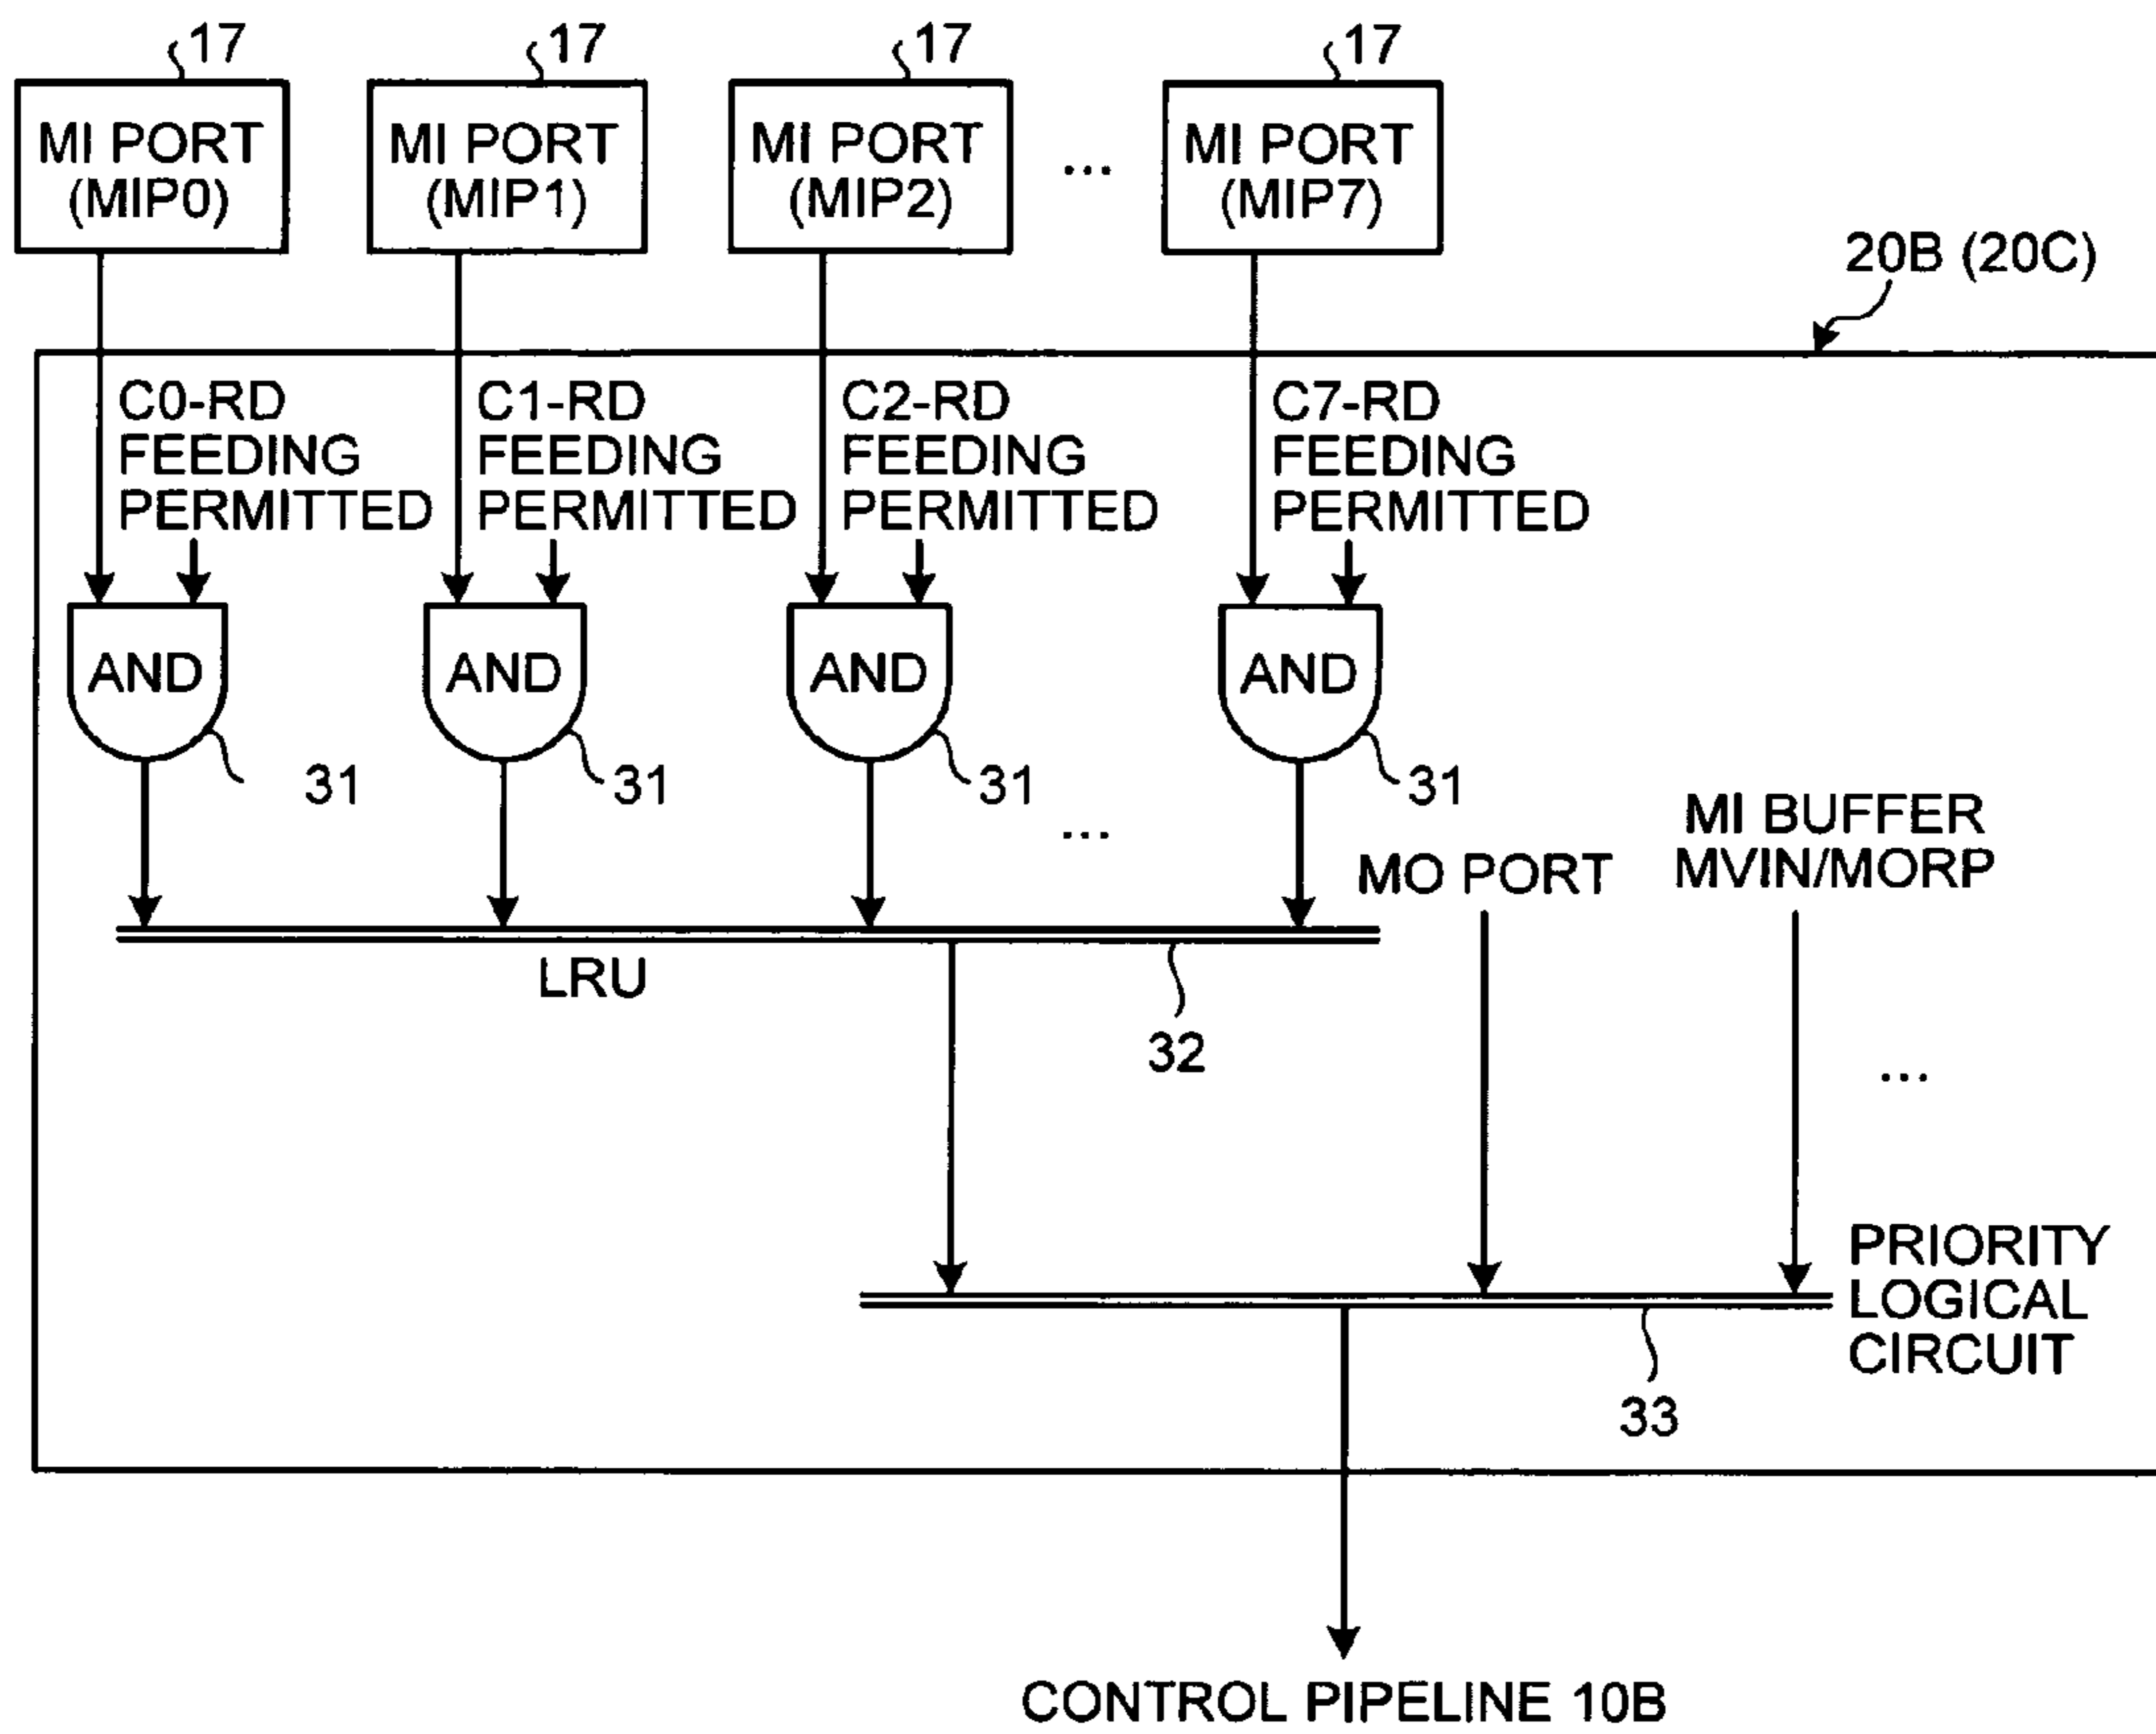 17
17
17
17
MI PORT
(MIP0)
MI PORT
(MIP1)
MI PORT
(MIP2)
...
MI PORT
(MIP7)
20B (20C)
C0-RD
FEEDING
PERMITTED
C1-RD
FEEDING
PERMITTED
C2-RD
FEEDING
PERMITTED
C7-RD
FEEDING
PERMITTED
AND
AND
AND
AND
31
31
31
31
...
MO PORT
MI BUFFER
MVIN/MORP
LRU
32
...
PRIORITY
LOGICAL
CIRCUIT
33
CONTROL PIPELINE 10B